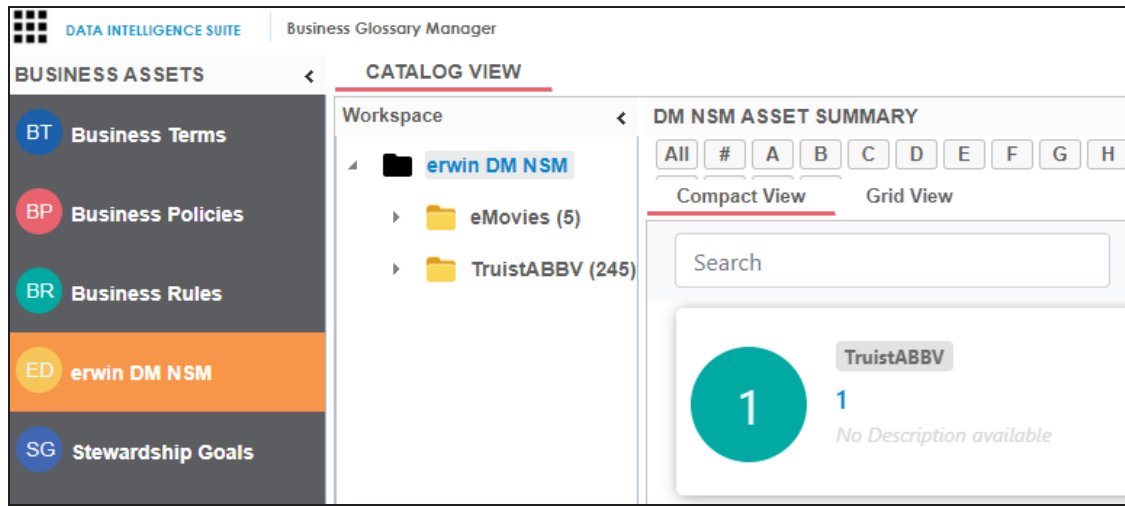 DATA INTELLIGENCE SUITE
Business Glossary Manager
BUSINESS ASSETS
BT Business Terms
BP Business Policies
BR Business Rules
ED erwin DM NSM
SG Stewardship Goals
CATALOG VIEW
Workspace
erwin DM NSM
eMovies (5)
TruistABBV (245)
DM NSM ASSET SUMMARY
All # A B C D E F G H
Compact View Grid View
Search
1
TruistABBV
1
No Description available